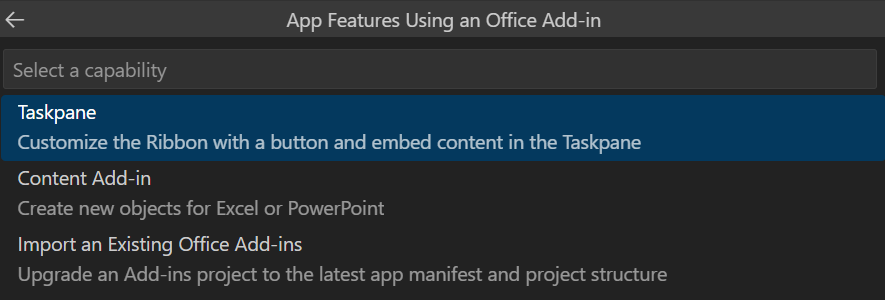 App Features Using an Office Add-in
Select a capability
Taskpane
Customize the Ribbon with a button and embed content in the Taskpane
Content Add-in
Create new objects for Excel or PowerPoint
Import an Existing Office Add-ins
Upgrade an Add-ins project to the latest app manifest and project structure